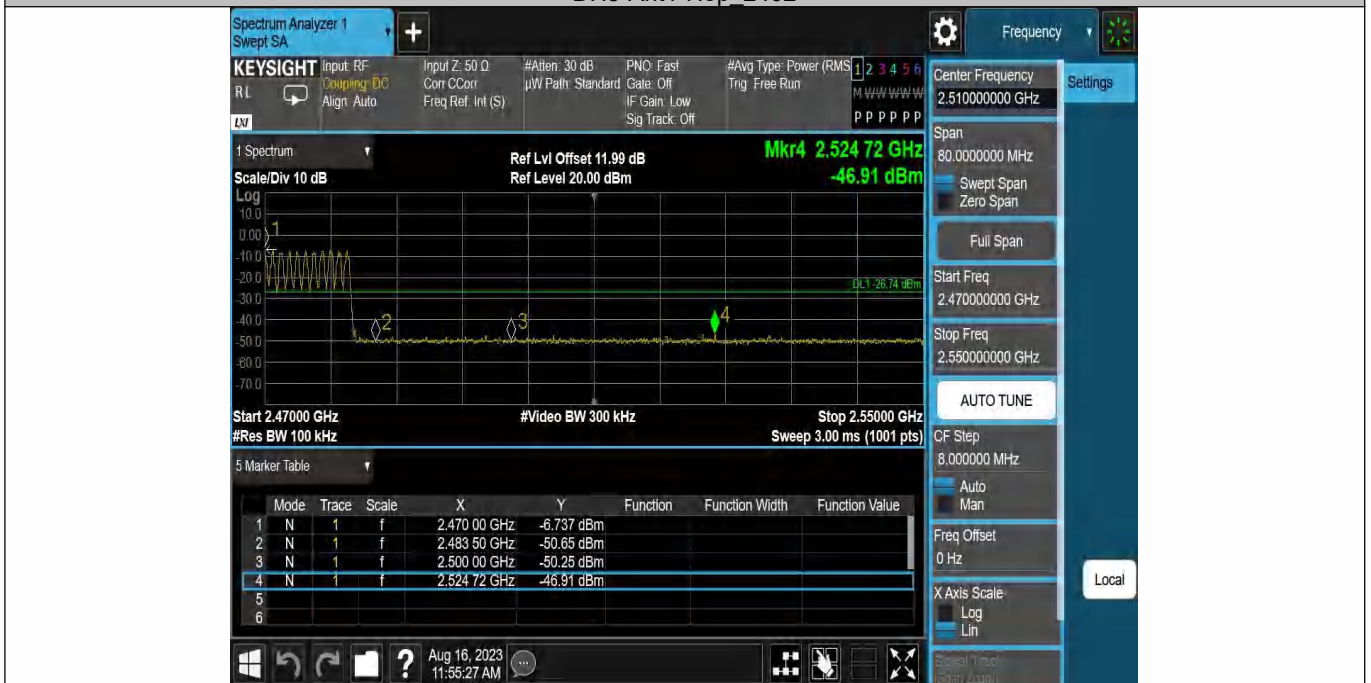 Spectrum Analyzer 1
Swept SA
Frequency
KEYSIGHT
RL
LXI
Input: RF
Coupling: DC
Align: Auto
Input Z: 50 Ω
Corr CCorr
Freq Ref: Int (S)
#Atten: 30 dB
µW Path: Standard
PNO: Fast
Gate: Off
IF Gain: Low
Sig Track: Off
#Avg Type: Power (RMS
Trig: Free Run
1 2 3 4 5 6
M W W W W W
P P P P P P
1 Spectrum
Scale/Div 10 dB
Ref Lvl Offset 11.99 dB
Ref Level 20.00 dBm
Mkr4 2.524 72 GHz
-46.91 dBm
Log
10.0
0.00
-10.0
-20.0
-30.0
-40.0
-50.0
-60.0
-70.0
1
2
3
4
DL1 -26.74 dBm
Start 2.47000 GHz
#Video BW 300 kHz
Stop 2.55000 GHz
#Res BW 100 kHz
Sweep 3.00 ms (1001 pts)
5 Marker Table
Mode Trace Scale X Y Function Function Width Function Value
1 N 1 f 2.470 00 GHz -6.737 dBm
2 N 1 f 2.483 50 GHz -50.65 dBm
3 N 1 f 2.500 00 GHz -50.25 dBm
4 N 1 f 2.524 72 GHz -46.91 dBm
5
6
Aug 16, 2023
11:55:27 AM
Center Frequency
2.510000000 GHz
Settings
Span
80.0000000 MHz
Swept Span
Zero Span
Full Span
Start Freq
2.470000000 GHz
Stop Freq
2.550000000 GHz
AUTO TUNE
CF Step
8.000000 MHz
Auto
Man
Freq Offset
0 Hz
X Axis Scale
Log
Lin
Local
Signal Track
(Span Zoom)